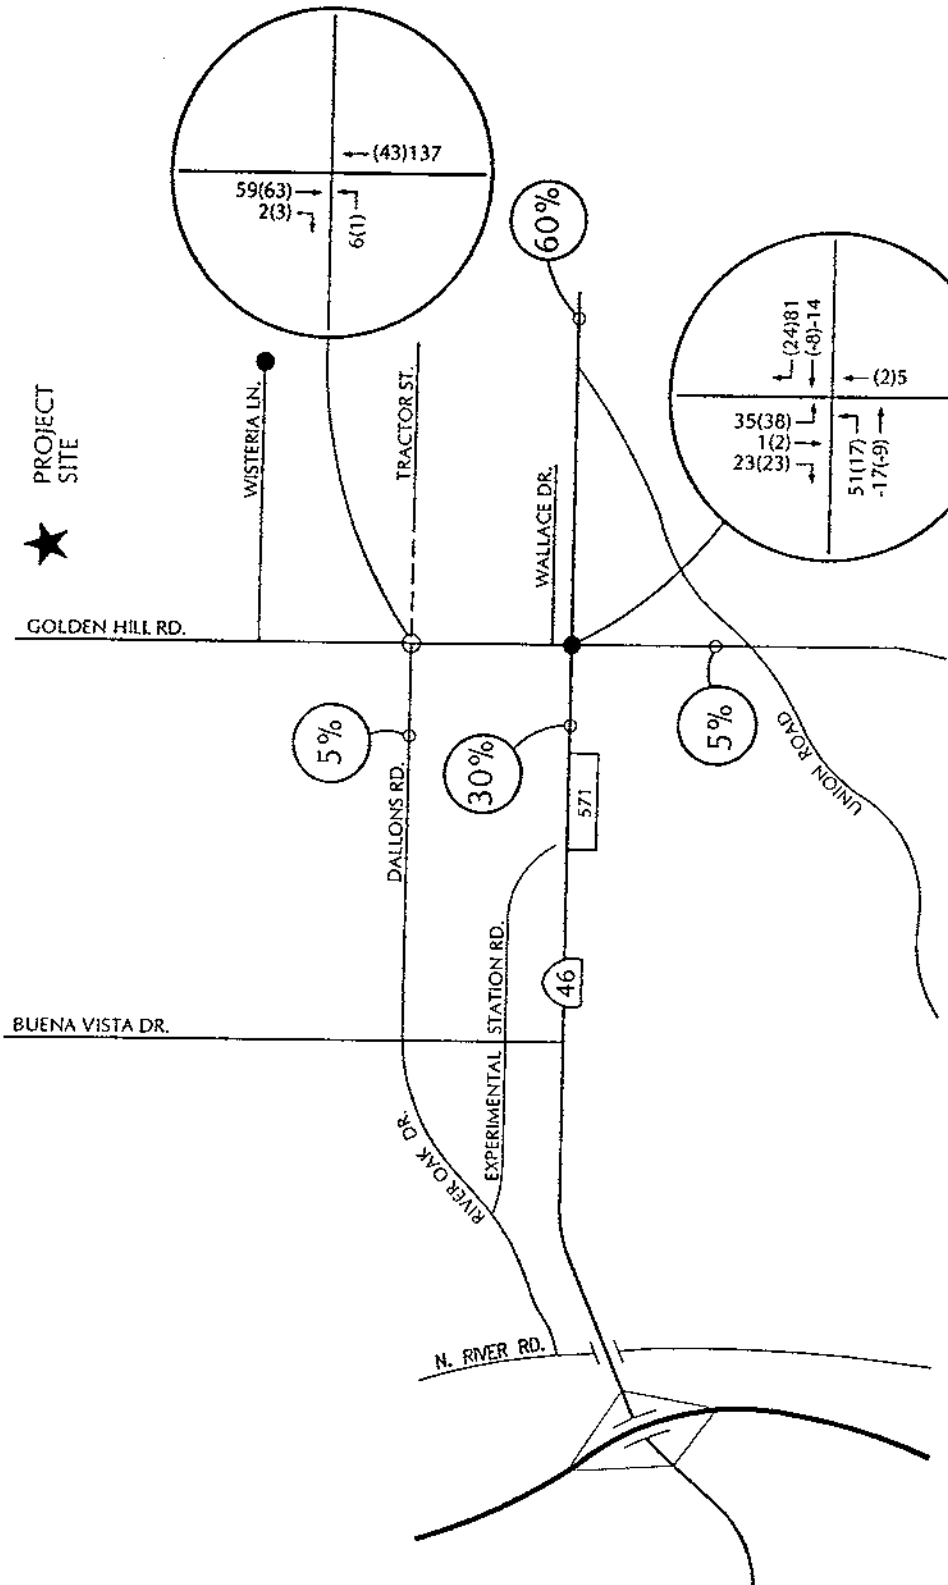 (43)137
59(63)
2(3)
6(1)
60%
PROJECT
SITE
WISTERIA LN.
TRACTOR ST.
(24)81
(-8)-14
(2)5
35(38)
1(2)
23(23)
51(17)
-17(-9)
WALLACE DR.
GOLDEN HILL RD.
5%
30%
5%
DALLONS RD.
571
UNION ROAD
EXPERIMENTAL STATION RD.
46
BUENA VISTA DR.
RIVER OAK DR.
N. RIVER RD.